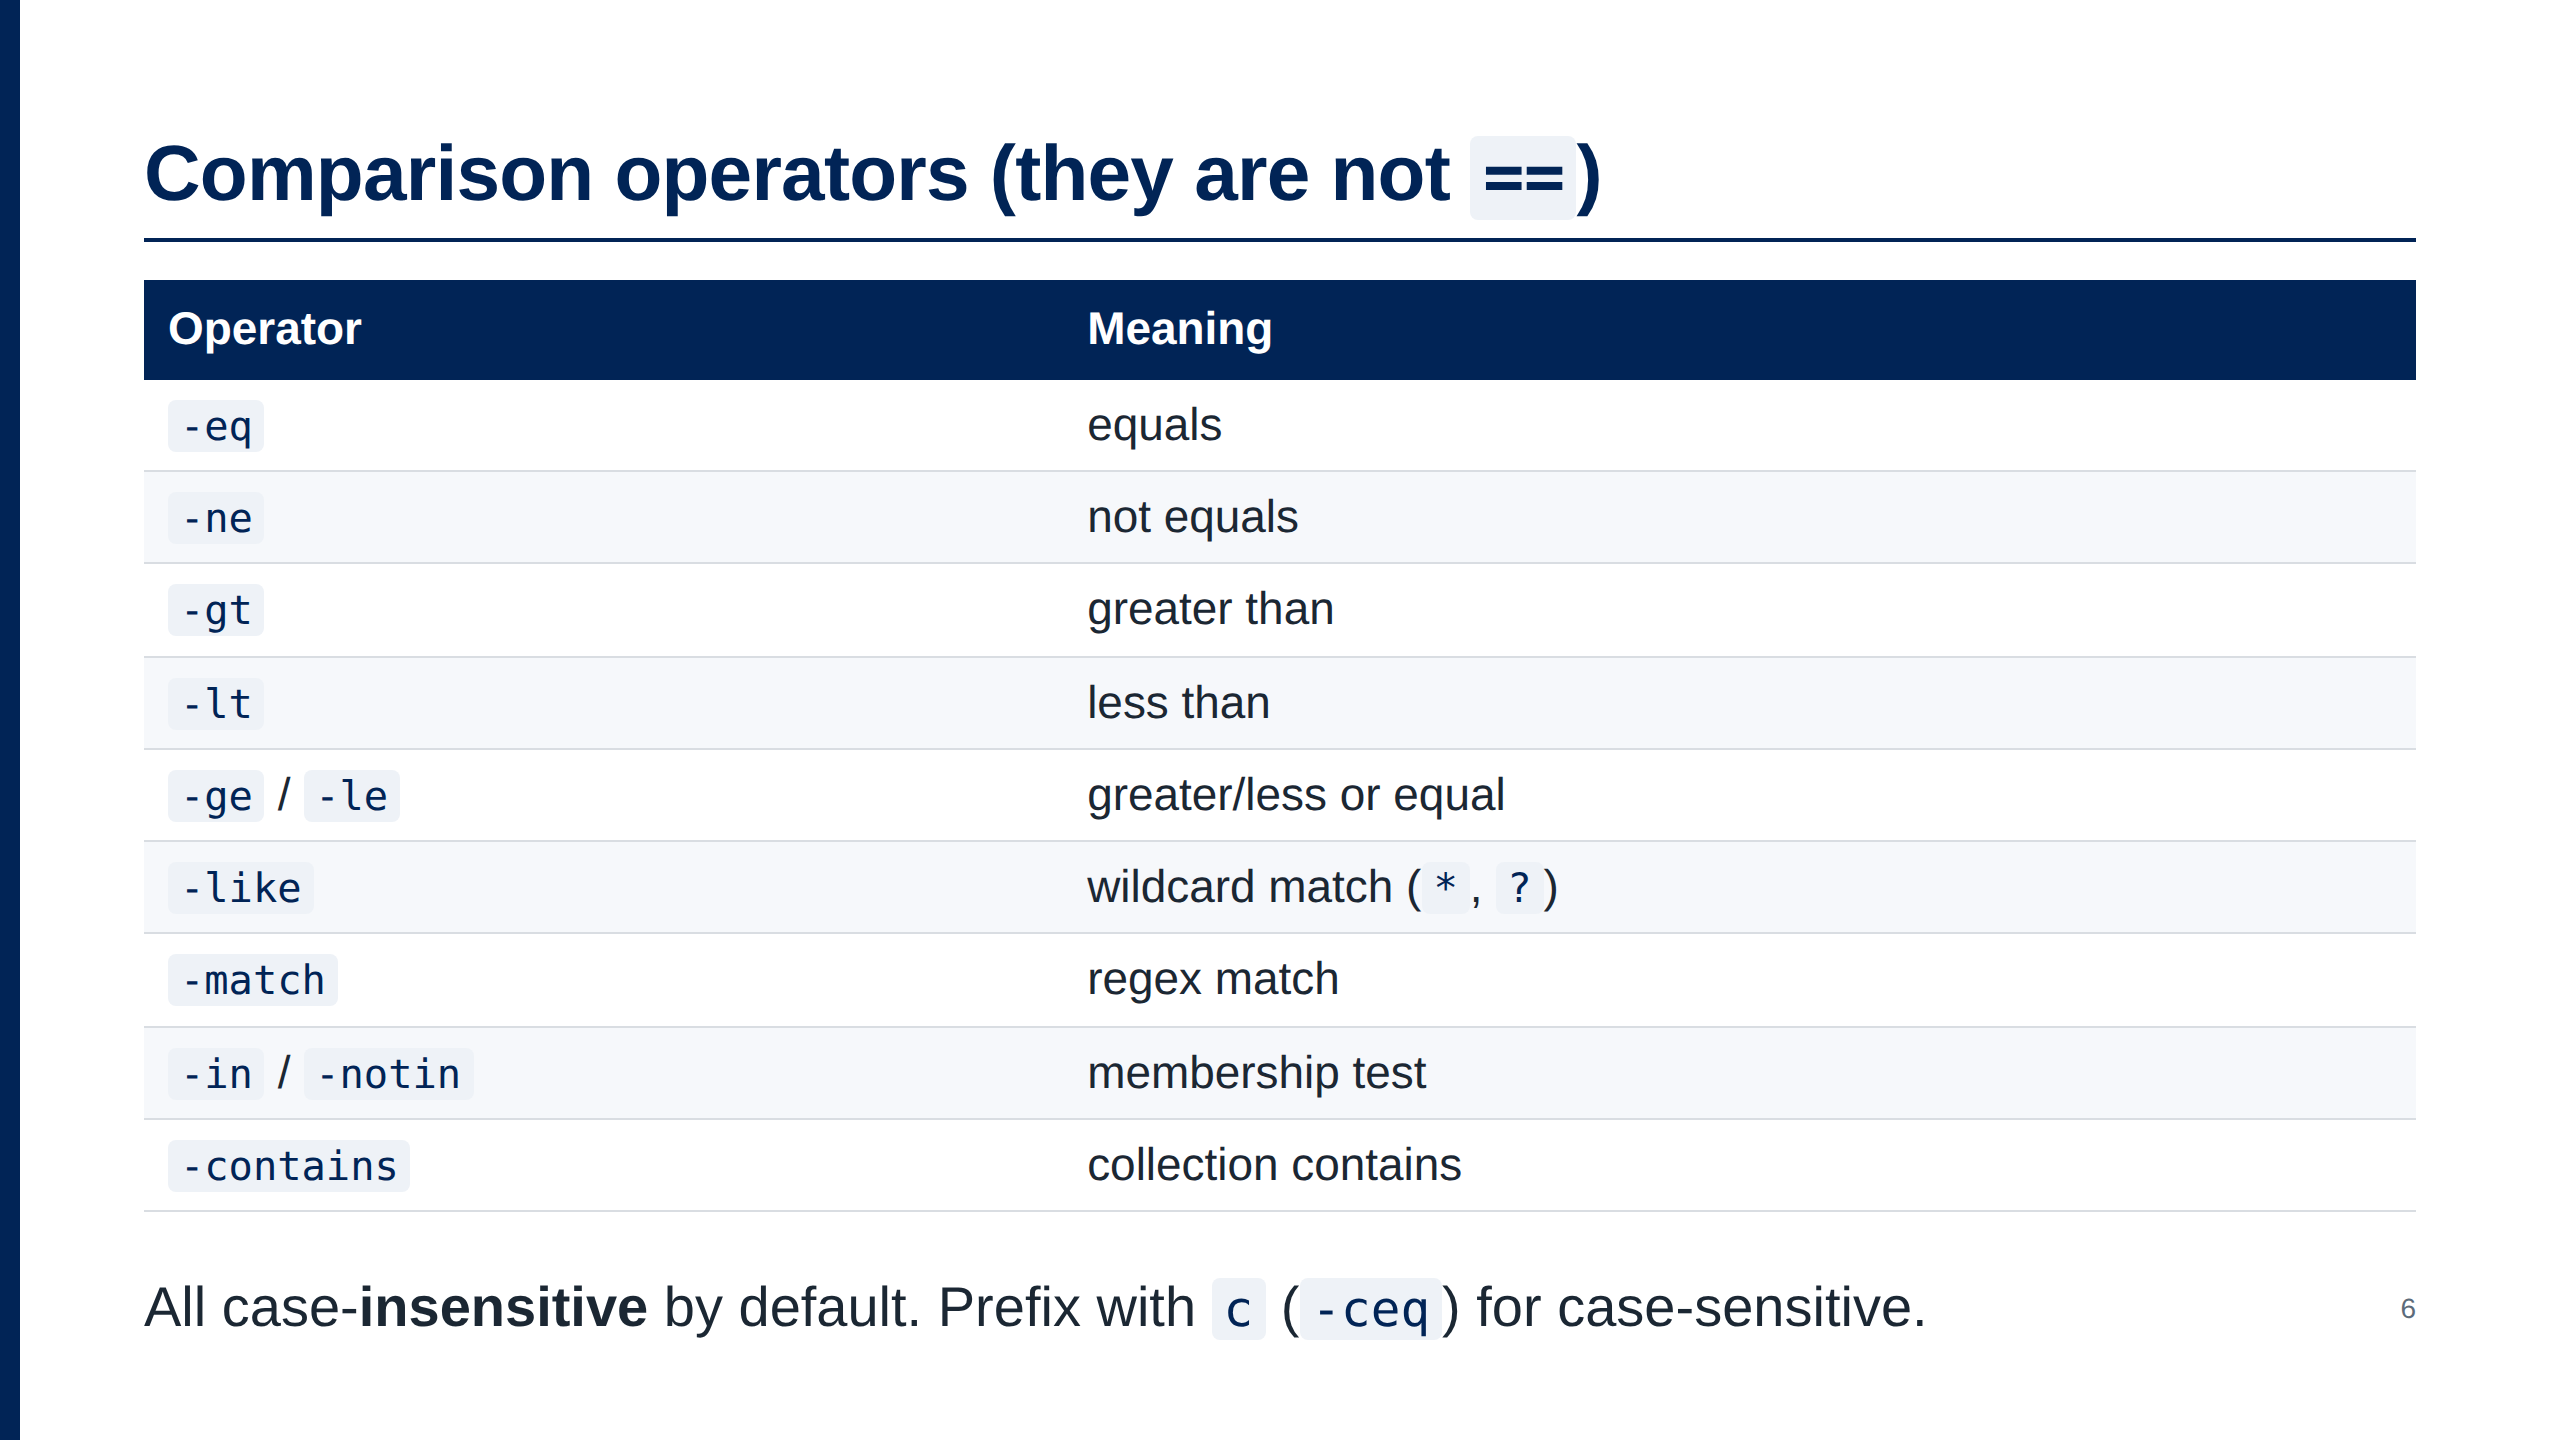 Comparison operators (they are not ==)
Operator Meaning
-eq equals
-ne not equals
-gt greater than
-lt less than
-ge / -le greater/less or equal
-like wildcard match (*, ?)
-match regex match
-in / -notin membership test
-contains collection contains
All case-insensitive by default. Prefix with c (-ceq) for case-sensitive.
6